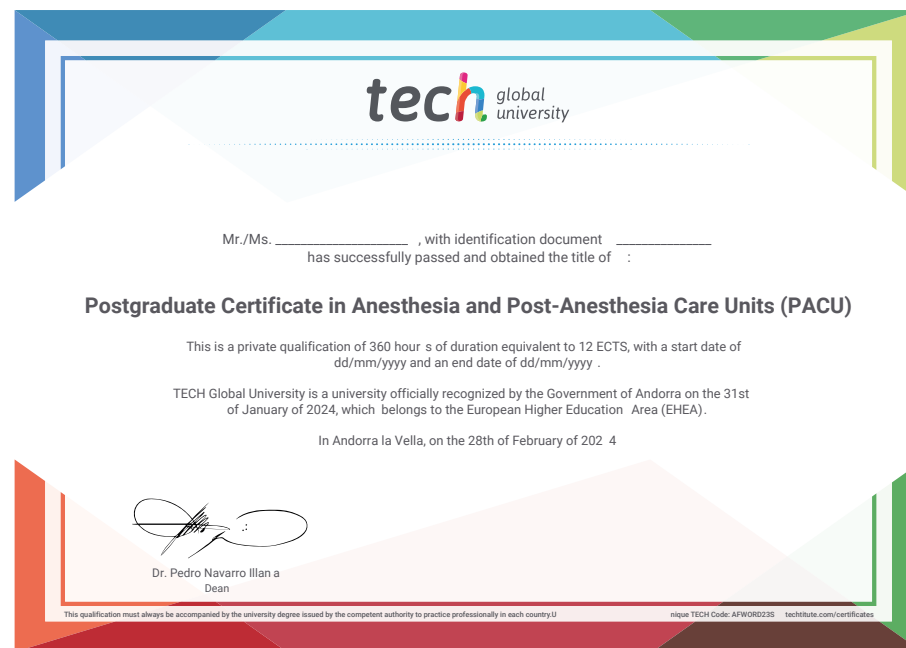 tech global
university
Mr./Ms. ___________________ , with identification document ______________
has successfully passed and obtained the title of :
Postgraduate Certificate in Anesthesia and Post-Anesthesia Care Units (PACU)
This is a private qualification of 360 hour s of duration equivalent to 12 ECTS, with a start date of
dd/mm/yyyy and an end date of dd/mm/yyyy .
TECH Global University is a university officially recognized by the Government of Andorra on the 31st
of January of 2024, which belongs to the European Higher Education Area (EHEA).
In Andorra la Vella, on the 28th of February of 202 4
Dr. Pedro Navarro Illan a
Dean
This qualification must always be accompanied by the university degree issued by the competent authority to practice professionally in each country.U nique TECH Code: AFWORD23S techtitute.com/certificates